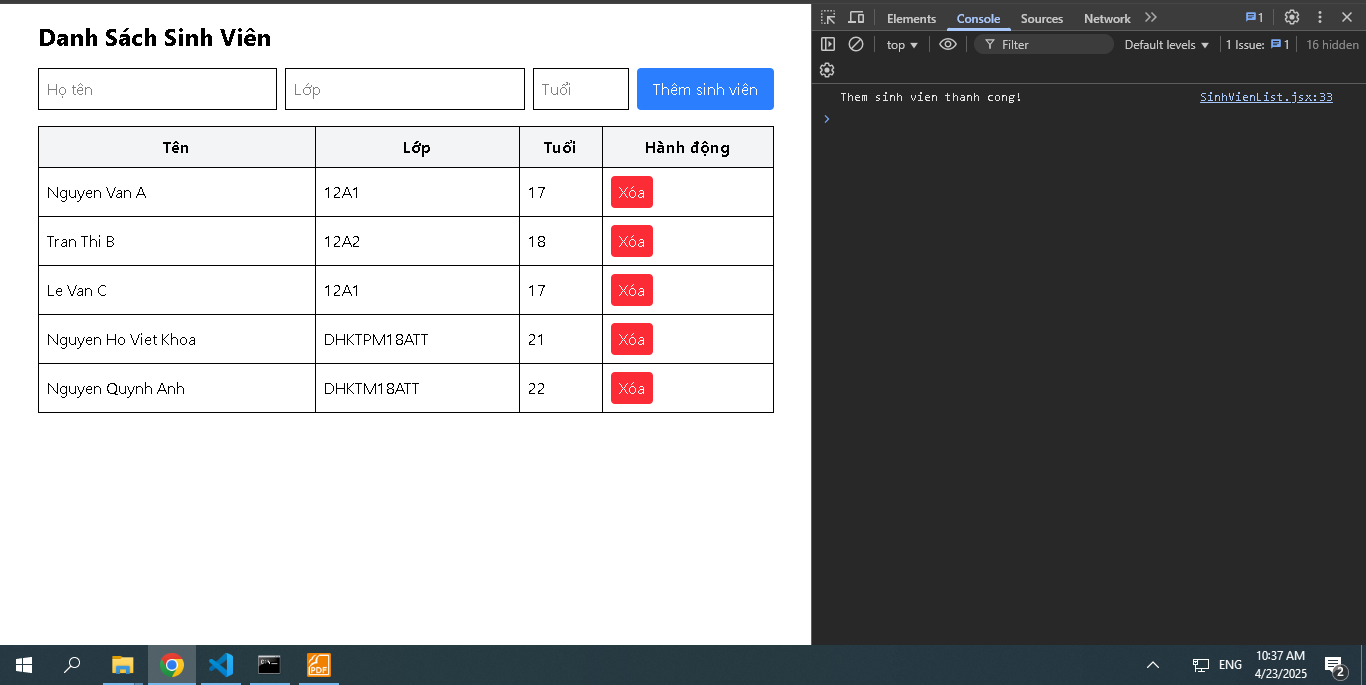 Danh Sách Sinh Viên
Họ tên Lớp Tuổi Thêm sinh viên
Tên Lớp Tuổi Hành động
Nguyen Van A 12A1 17 Xóa
Tran Thi B 12A2 18 Xóa
Le Van C 12A1 17 Xóa
Nguyen Ho Viet Khoa DHKTPM18ATT 21 Xóa
Nguyen Quynh Anh DHKTM18ATT 22 Xóa
Elements Console Sources Network 1
top Filter Default levels 1 Issue: 1 16 hidden
Them sinh vien thanh cong! SinhVienList.jsx:33
PDF
ENG
10:37 AM
4/23/2025
2